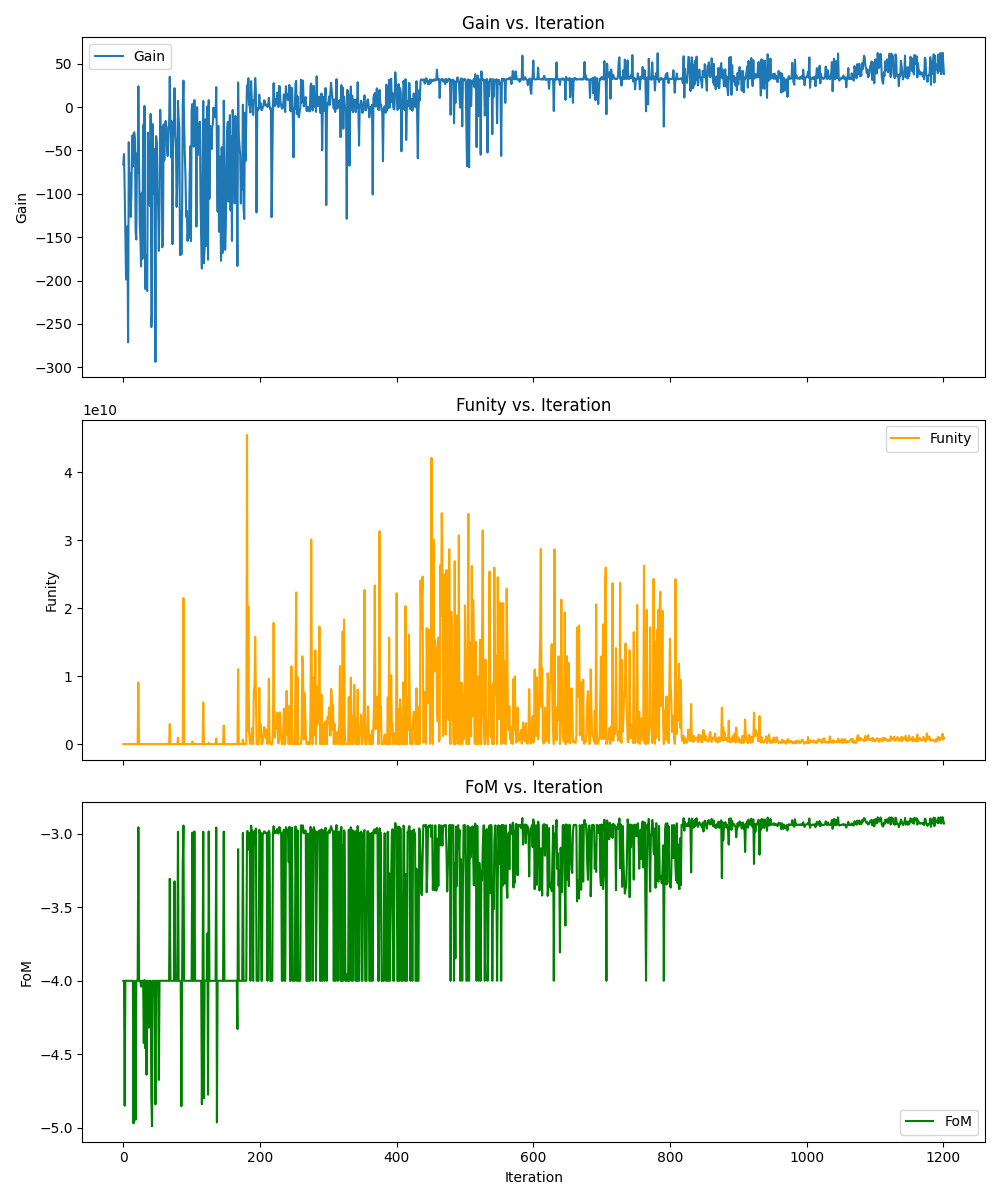 Gain vs. Iteration
Gain
50
0
−50
−100
−150
−200
−250
−300
Gain
Funity vs. Iteration
1e10
Funity
4
3
2
1
0
Funity
FoM vs. Iteration
−3.0
−3.5
−4.0
−4.5
−5.0
FoM
FoM
0 200 400 600 800 1000 1200
Iteration